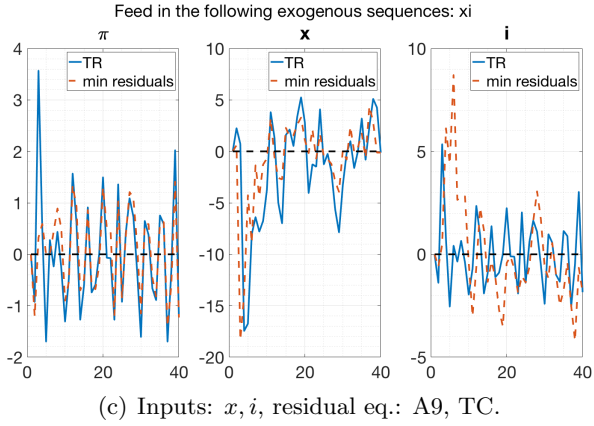 Feed in the following exogenous sequences: xi
π x i
TR
min residuals
TR
min residuals
TR
min residuals
4
3
2
1
0
-1
-2
0 20 40
10
5
0
-5
-10
-15
-20
0 20 40
10
5
0
-5
0 20 40
(c) Inputs: x, i, residual eq.: A9, TC.